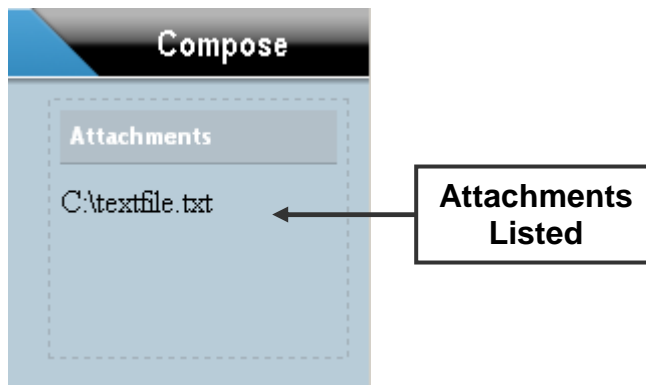 Compose
Attachments
C:\textfile.txt
Attachments
Listed